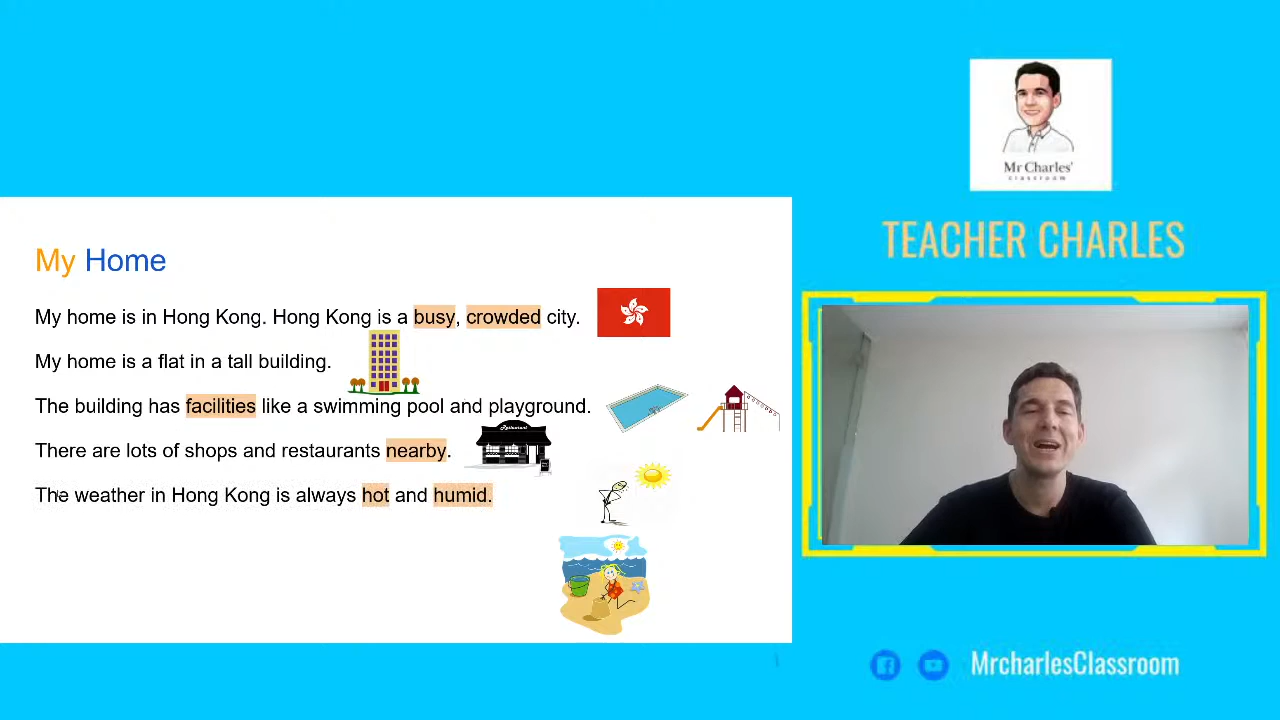 My Home
My home is in Hong Kong. Hong Kong is a busy, crowded city.
My home is a flat in a tall building.
The building has facilities like a swimming pool and playground.
Restaurant
There are lots of shops and restaurants nearby.
The weather in Hong Kong is always hot and humid.
Mr Charles'
classroom
TEACHER CHARLES
MrcharlesClassroom